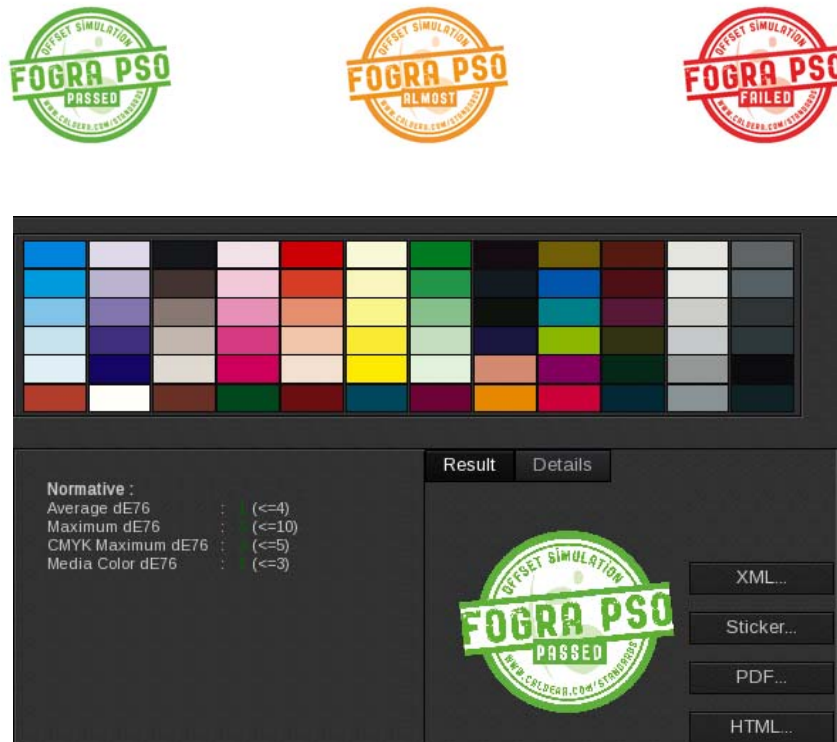 OFFSET SIMULATION
FOGRA PSO
PASSED
WWW.CALDERA.COM/STANDARDS
OFFSET SIMULATION
FOGRA PSO
ALMOST
WWW.CALDERA.COM/STANDARDS
OFFSET SIMULATION
FOGRA PSO
FAILED
WWW.CALDERA.COM/STANDARDS
Result
Details
Normative :
Average dE76 : (<=4)
Maximum dE76 : (<=10)
CMYK Maximum dE76 : (<=5)
Media Color dE76 : (<=3)
OFFSET SIMULATION
FOGRA PSO
PASSED
WWW.CALDERA.COM/STANDARDS
XML...
Sticker...
PDF...
HTML...